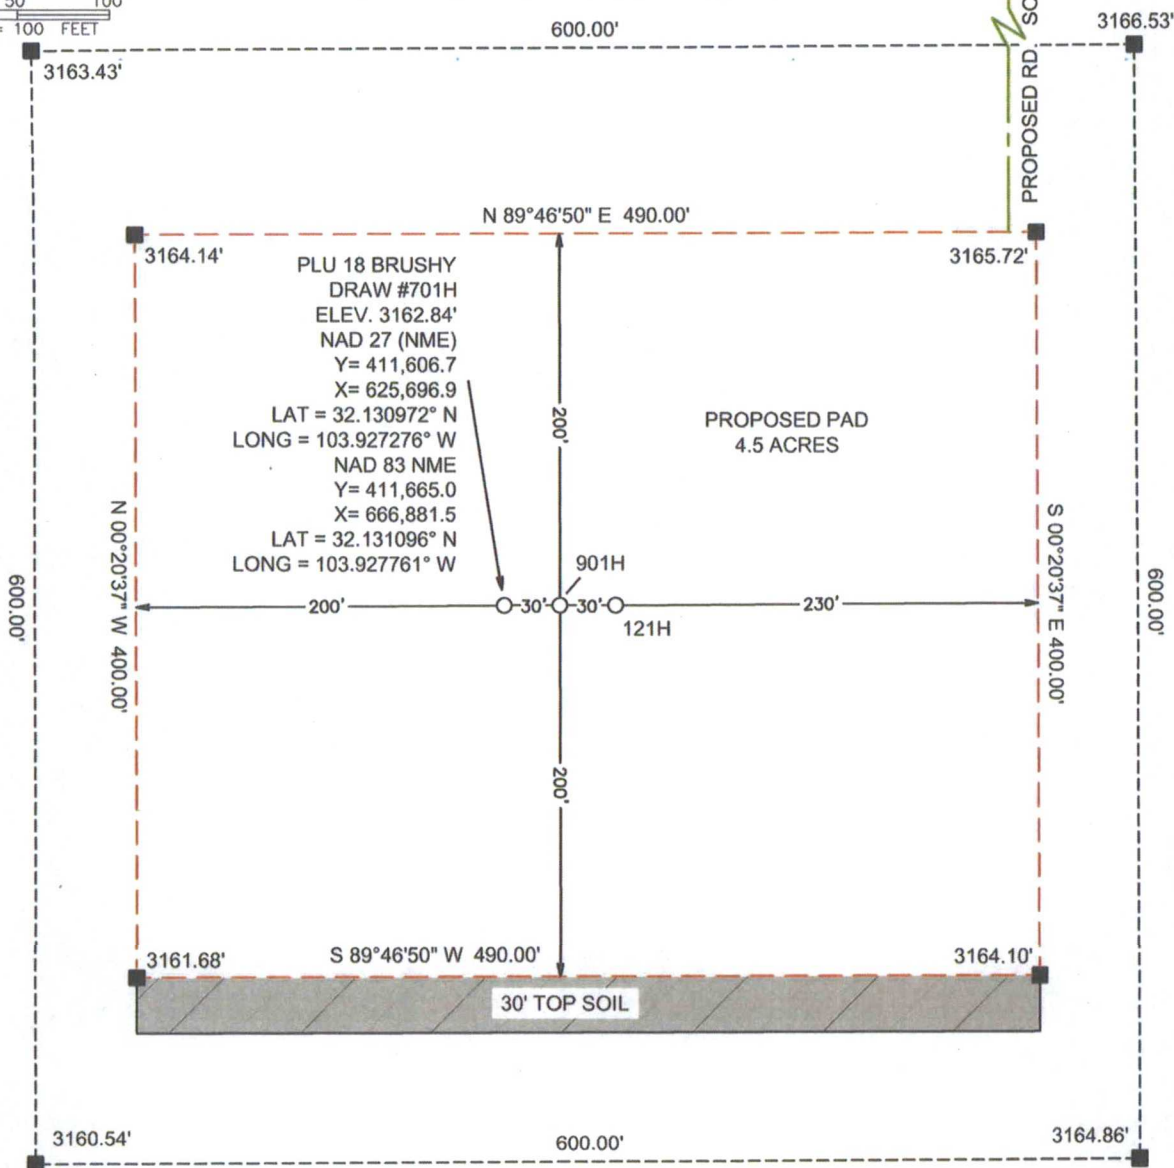 50 100
= 100 FEET
600.00'
3166.53'
3163.43'
PROPOSED RD.
N 89°46'50" E 490.00'
3164.14'
3165.72'
PLU 18 BRUSHY
DRAW #701H
ELEV. 3162.84'
NAD 27 (NME)
Y= 411,606.7
X= 625,696.9
LAT = 32.130972° N
LONG = 103.927276° W
NAD 83 NME
Y= 411,665.0
X= 666,881.5
LAT = 32.131096° N
LONG = 103.927761° W
200'
PROPOSED PAD
4.5 ACRES
600.00'
N 00°20'37" W 400.00'
S 00°20'37" E 400.00'
600.00'
901H
200'
30'
30'
230'
121H
200'
3161.68'
S 89°46'50" W 490.00'
3164.10'
30' TOP SOIL
3160.54'
600.00'
3164.86'